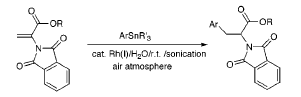 O
OR
N
O
O
ArSnR'3
cat. Rh(I)/H2O/r.t. /sonication
air atmosphere
Ar
O
OR
N
O
O